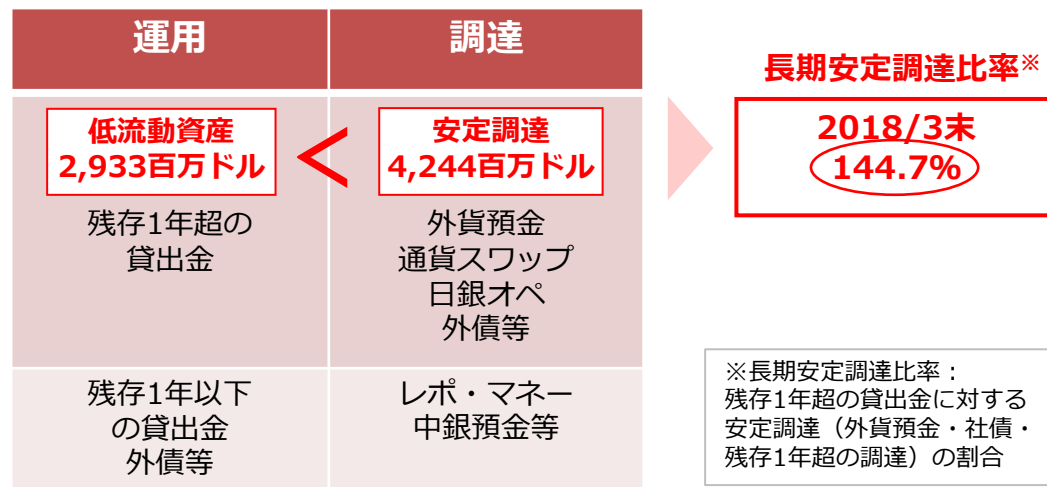 運用
調達
低流動資産
2,933百万ドル
<
安定調達
4,244百万ドル
残存1年超の
貸出金
外貨預金
通貨スワップ
日銀オペ
外債等
残存1年以下
の貸出金
外債等
レポ・マネー
中銀預金等
長期安定調達比率※
2018/3末
144.7%
※長期安定調達比率：
残存1年超の貸出金に対する
安定調達（外貨預金・社債・
残存1年超の調達）の割合